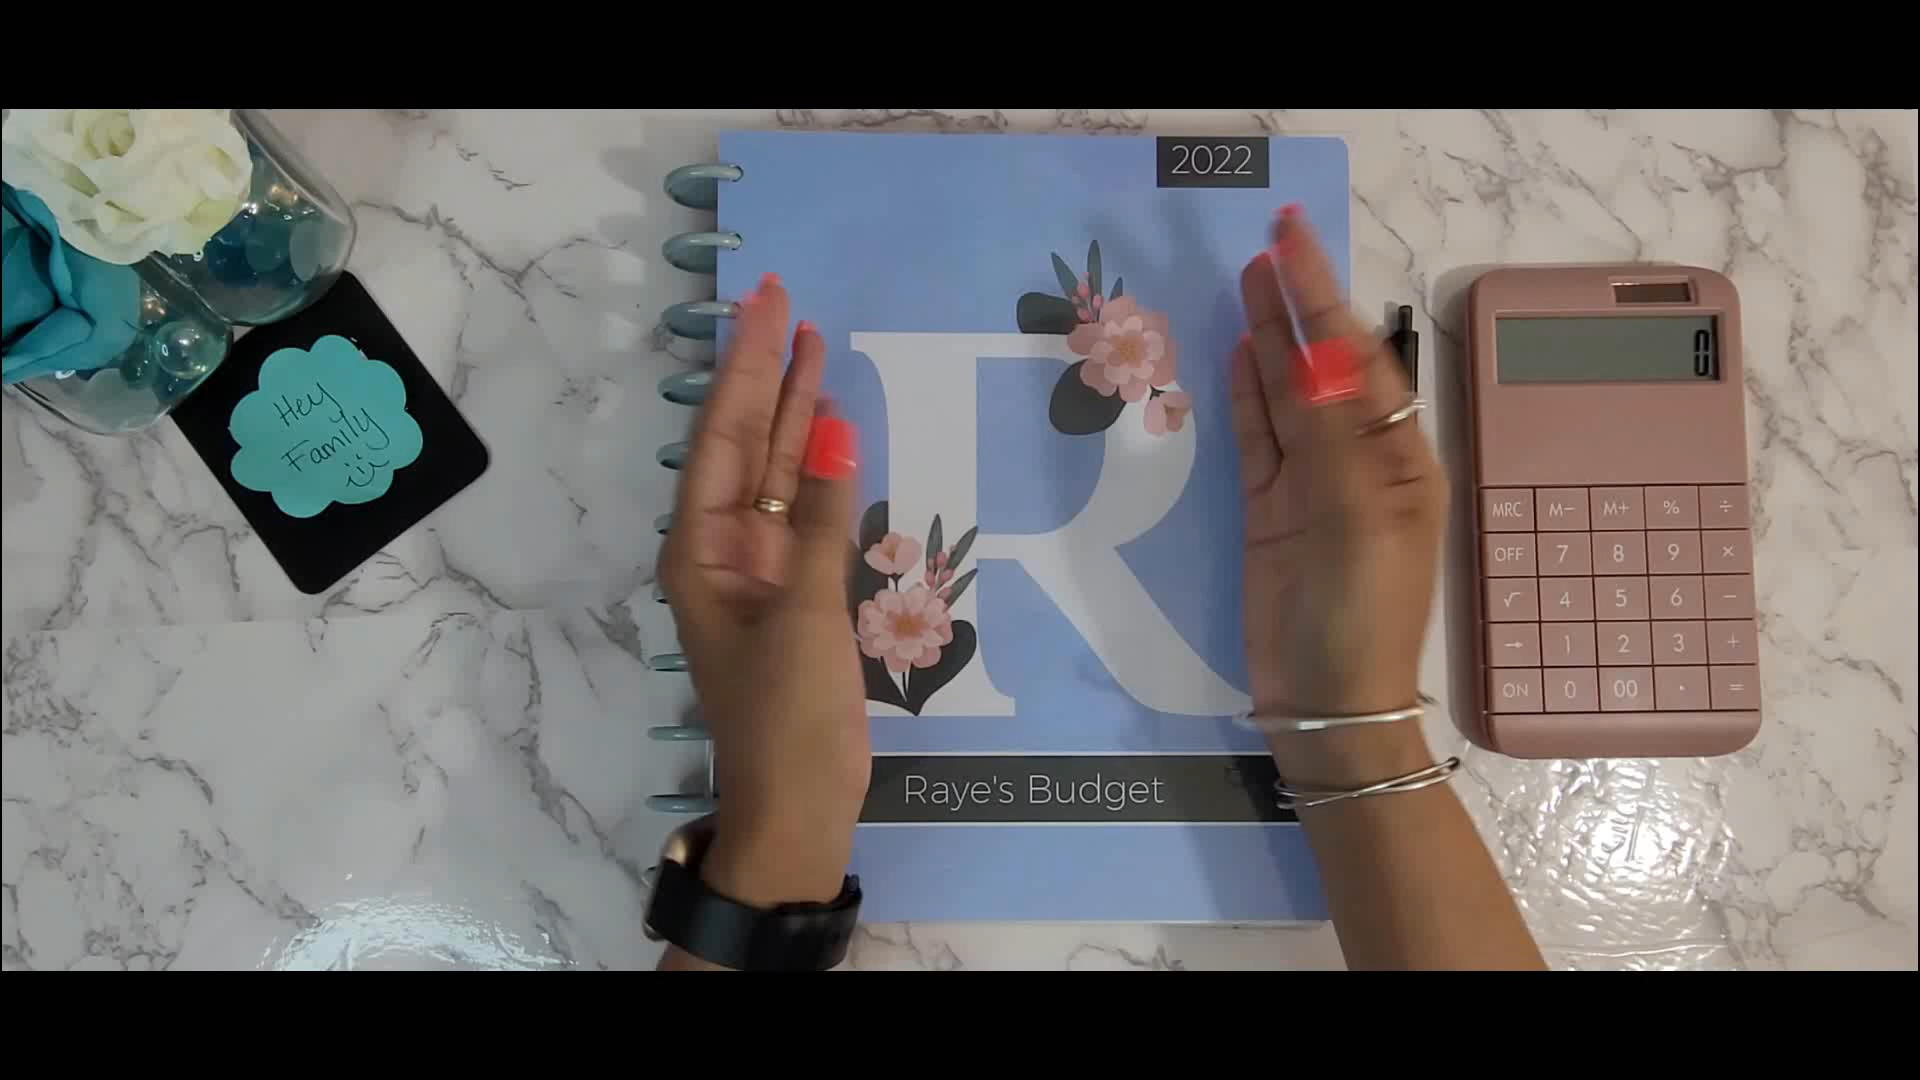 2022
Hey
Family
R
Raye's Budget
0
MRC M− M+ % ÷
OFF 7 8 9 ×
√ 4 5 6 −
→ 1 2 3 +
ON 0 00 · =